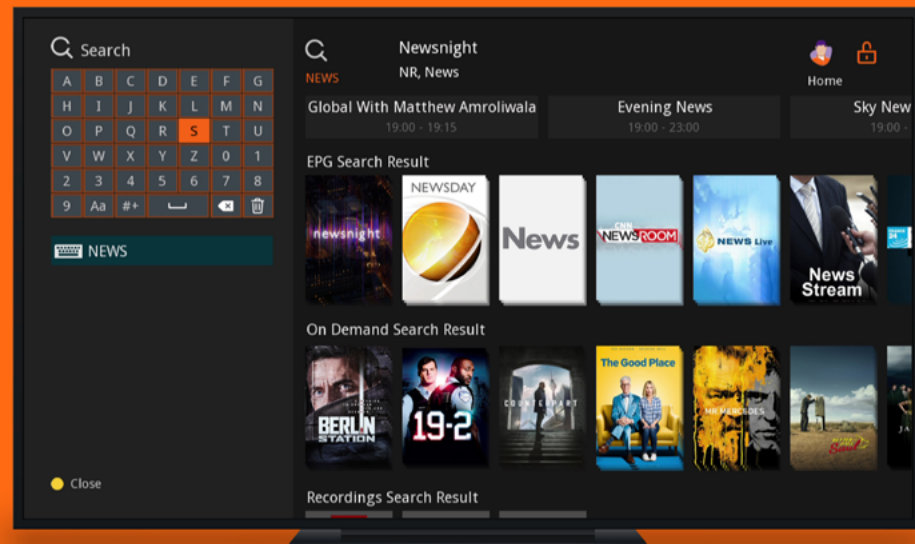 Search
A B C D E F G
H I J K L M N
O P Q R S T U
V W X Y Z 0 1
2 3 4 5 6 7 8
9 Aa #+
NEWS
Close
NEWS
Newsnight
NR, News
Home
Global With Matthew Amroliwala
19:00 - 19:15
Evening News
19:00 - 23:00
Sky New
19:00 -
EPG Search Result
newsnight
NEWSDAY
News
CNN
NEWSROOM
NEWS Live
News
Stream
24
On Demand Search Result
BERLIN
STATION
19-2
COUNTERPART
The Good Place
MR MERCEDES
Saul
JA
Recordings Search Result